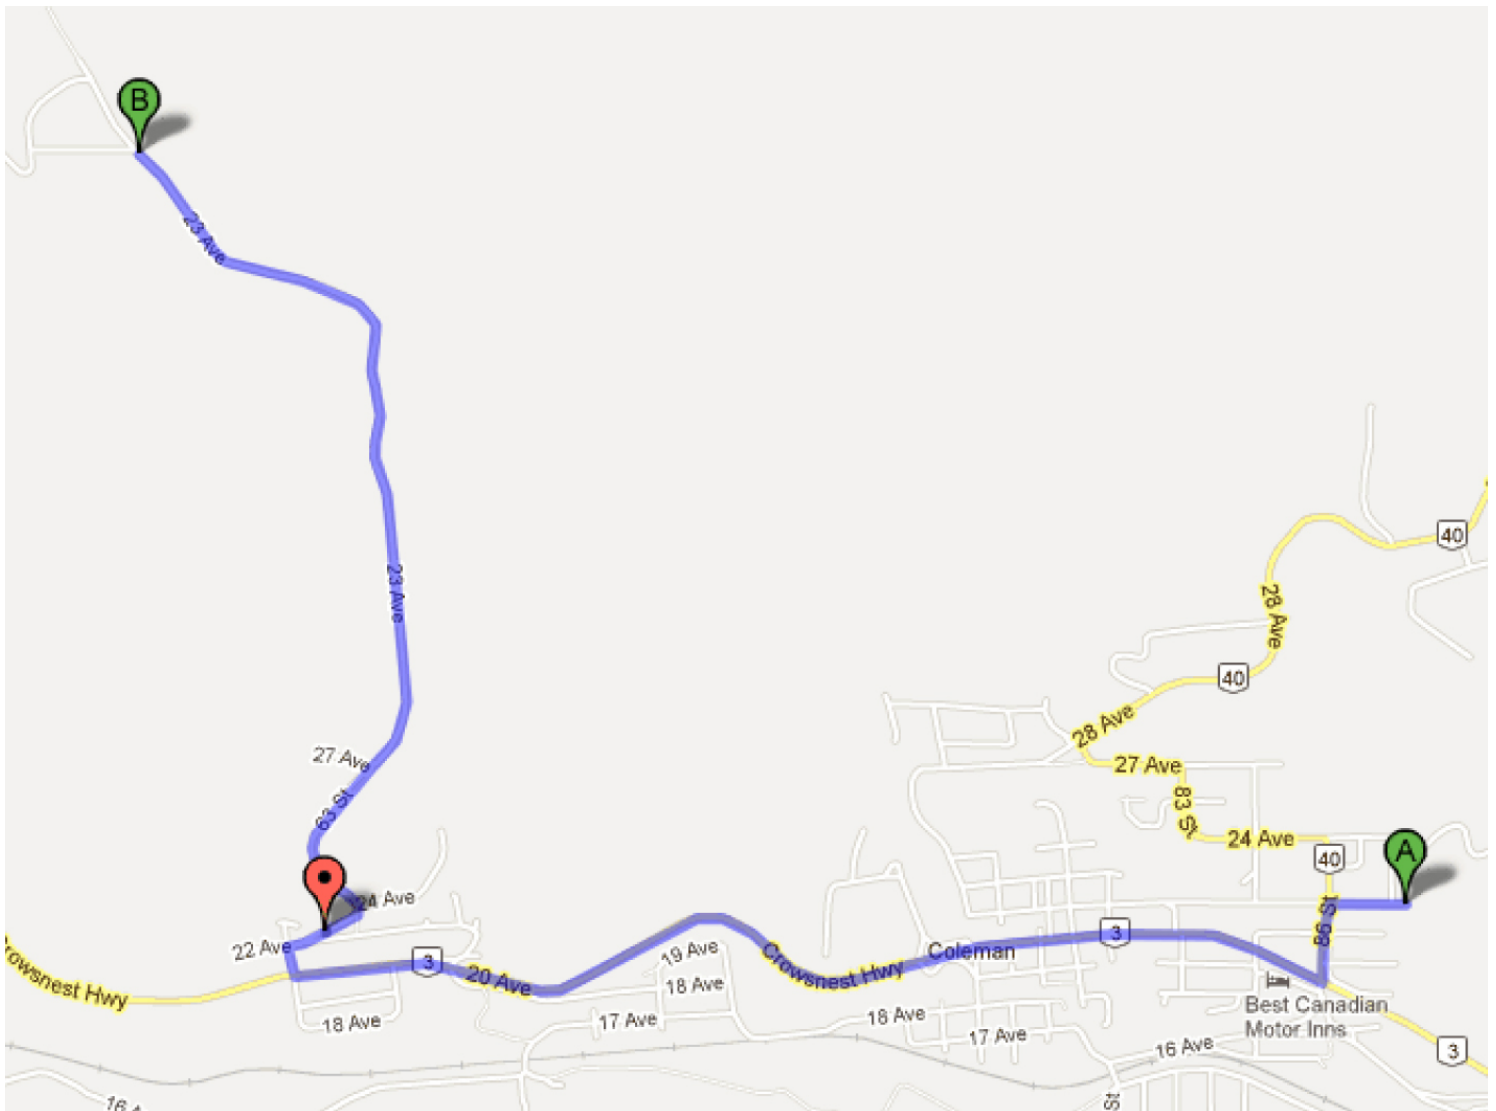 B
23 Ave
40
28 Ave
23 Ave
40
28 Ave
27 Ave
27 Ave
83 St
63 St
24 Ave
A
40
24 Ave
86 St
22 Ave
3
3
Coleman
19 Ave
Crowsnest Hwy
Crowsnest Hwy
20 Ave
18 Ave
Best Canadian
Motor Inns
18 Ave
17 Ave
18 Ave
17 Ave
16 Ave
3